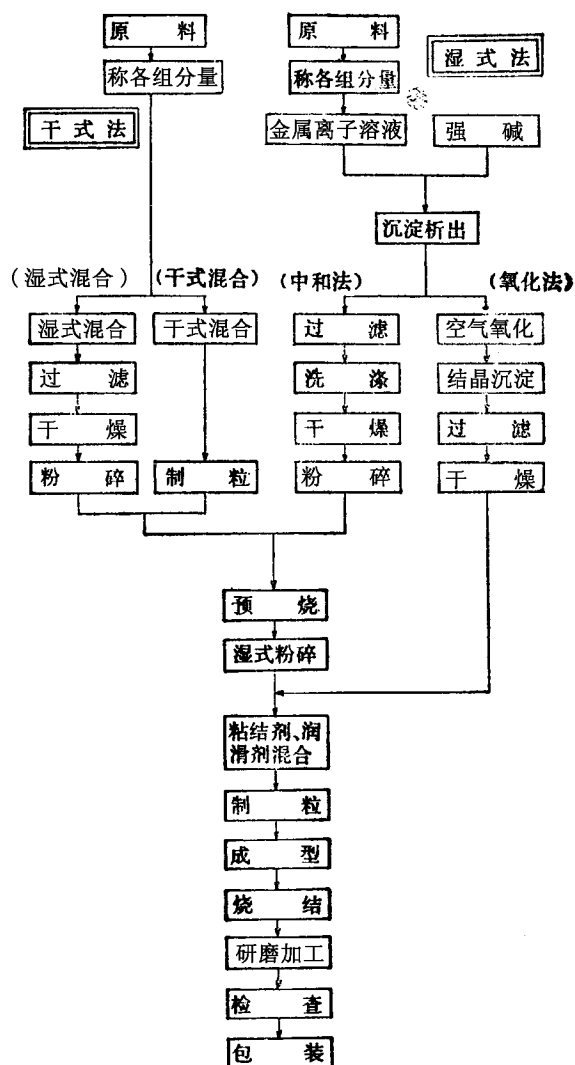 原料
原料
湿式法
称各组分量
称各组分量
干式法
金属离子溶液
强碱
沉淀析出
(湿式混合)
(干式混合)
(中和法)
(氧化法》
湿式混合
干式混合
过滤
空气氧化
过滤
洗涤
结晶沉淀
干燥
干燥
过滤
粉碎
制粒
粉碎
干燥
预烧
湿式粉碎
粘结剂、润
滑剂混合
制粒
成型
烧结
研磨加工
检查
包装